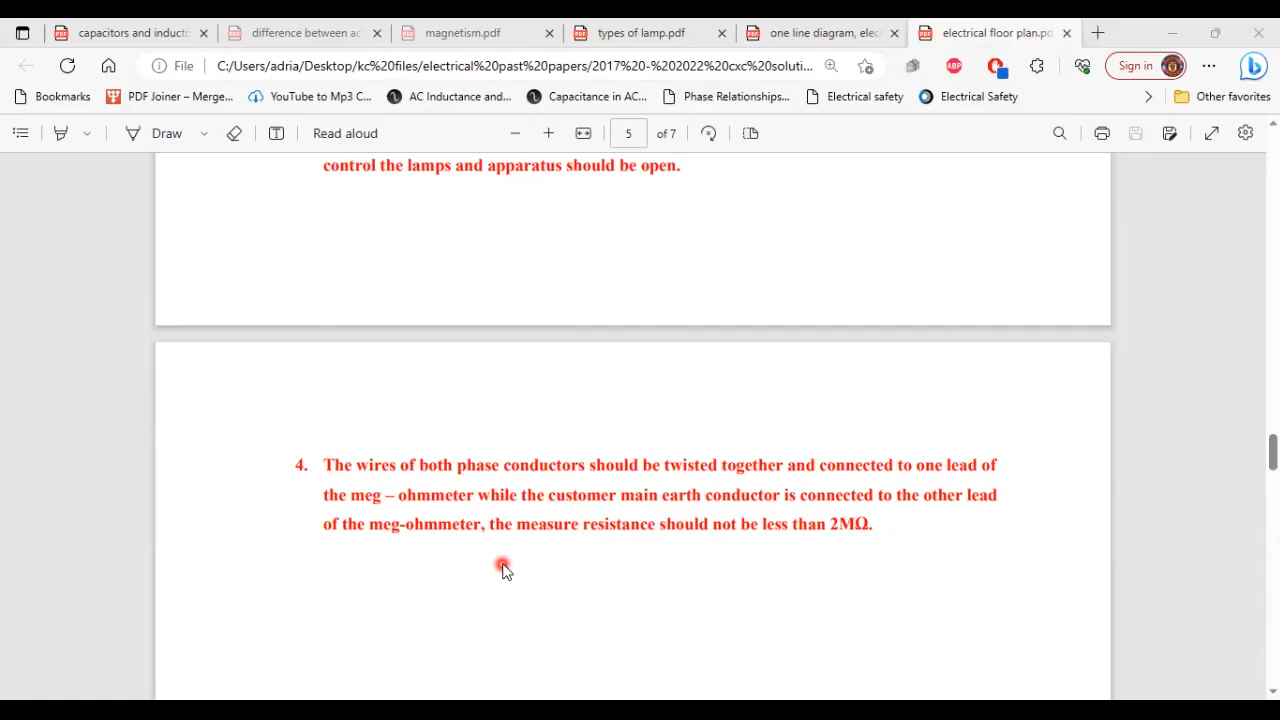 capacitors and inductc
difference between ac
magnetism.pdf
types of lamp.pdf
one line diagram, elec
electrical floor plan.pd
File
C:/Users/adria/Desktop/kc%20files/electrical%20past%20papers/2017%20-%202022%20cxc%20soluti...
ABP
Sign in
Bookmarks
PDF Joiner – Merge...
YouTube to Mp3 C...
AC Inductance and...
Capacitance in AC...
Phase Relationships...
Electrical safety
Electrical Safety
Other favorites
Draw
Read aloud
5
of 7
control the lamps and apparatus should be open.
4. The wires of both phase conductors should be twisted together and connected to one lead of
the meg – ohmmeter while the customer main earth conductor is connected to the other lead
of the meg-ohmmeter, the measure resistance should not be less than 2MΩ.